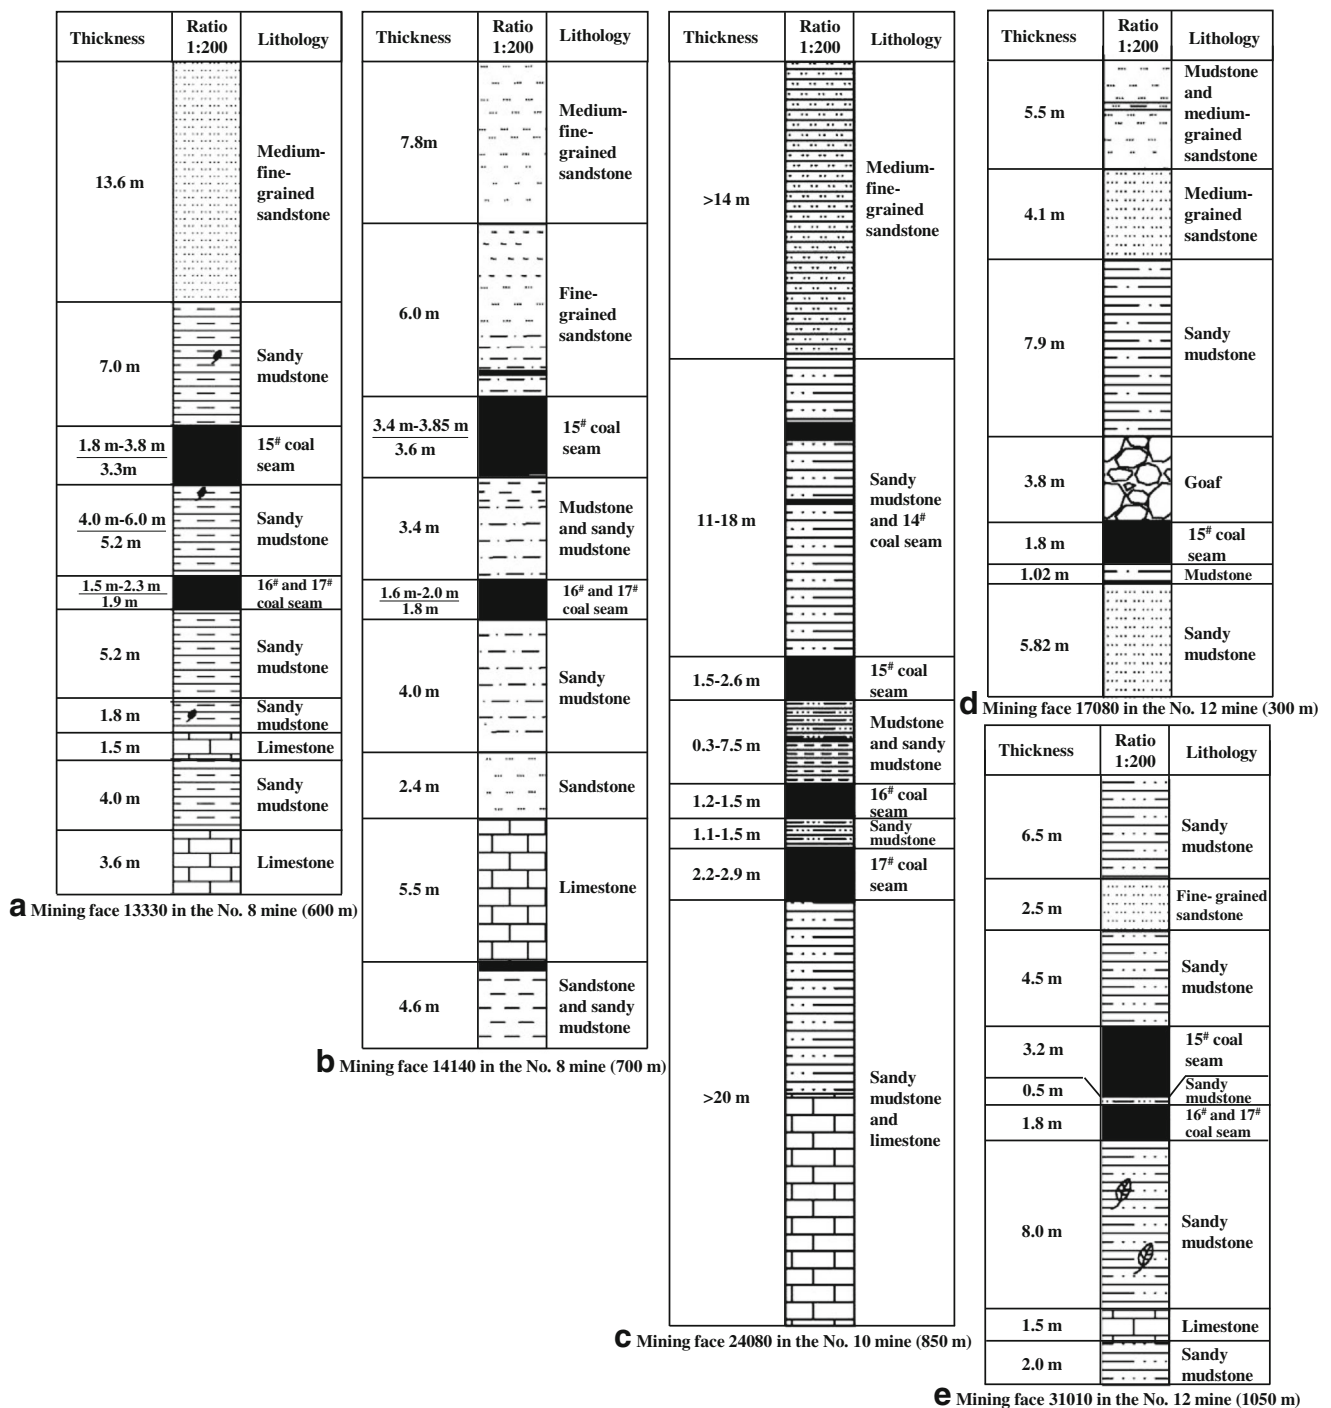 Thickness
Ratio
1:200
Lithology
13.6 m
Medium-
fine-
grained
sandstone
7.0 m
Sandy
mudstone
1.8 m-3.8 m
3.3m
15# coal
seam
4.0 m-6.0 m
5.2 m
Sandy
mudstone
1.5 m-2.3 m
1.9 m
16# and 17#
coal seam
5.2 m
Sandy
mudstone
1.8 m
Sandy
mudstone
1.5 m
Limestone
4.0 m
Sandy
mudstone
3.6 m
Limestone
a Mining face 13330 in the No. 8 mine (600 m)
Thickness
Ratio
1:200
Lithology
7.8m
Medium-
fine-
grained
sandstone
6.0 m
Fine-
grained
sandstone
3.4 m-3.85 m
3.6 m
15# coal
seam
3.4 m
Mudstone
and sandy
mudstone
1.6 m-2.0 m
1.8 m
16# and 17#
coal seam
4.0 m
Sandy
mudstone
2.4 m
Sandstone
5.5 m
Limestone
4.6 m
Sandstone
and sandy
mudstone
b Mining face 14140 in the No. 8 mine (700 m)
Thickness
Ratio
1:200
Lithology
>14 m
Medium-
fine-
grained
sandstone
11-18 m
Sandy
mudstone
and 14#
coal seam
1.5-2.6 m
15# coal
seam
0.3-7.5 m
Mudstone
and sandy
mudstone
1.2-1.5 m
16# coal
seam
1.1-1.5 m
Sandy
mudstone
2.2-2.9 m
17# coal
seam
>20 m
Sandy
mudstone
and
limestone
c Mining face 24080 in the No. 10 mine (850 m)
Thickness
Ratio
1:200
Lithology
5.5 m
Mudstone
and
medium-
grained
sandstone
4.1 m
Medium-
grained
sandstone
7.9 m
Sandy
mudstone
3.8 m
Goaf
1.8 m
15# coal
seam
1.02 m
Mudstone
5.82 m
Sandy
mudstone
d Mining face 17080 in the No. 12 mine (300 m)
Thickness
Ratio
1:200
Lithology
6.5 m
Sandy
mudstone
2.5 m
Fine- grained
sandstone
4.5 m
Sandy
mudstone
3.2 m
15# coal
seam
0.5 m
Sandy
mudstone
1.8 m
16# and 17#
coal seam
8.0 m
Sandy
mudstone
1.5 m
Limestone
2.0 m
Sandy
mudstone
e Mining face 31010 in the No. 12 mine (1050 m)